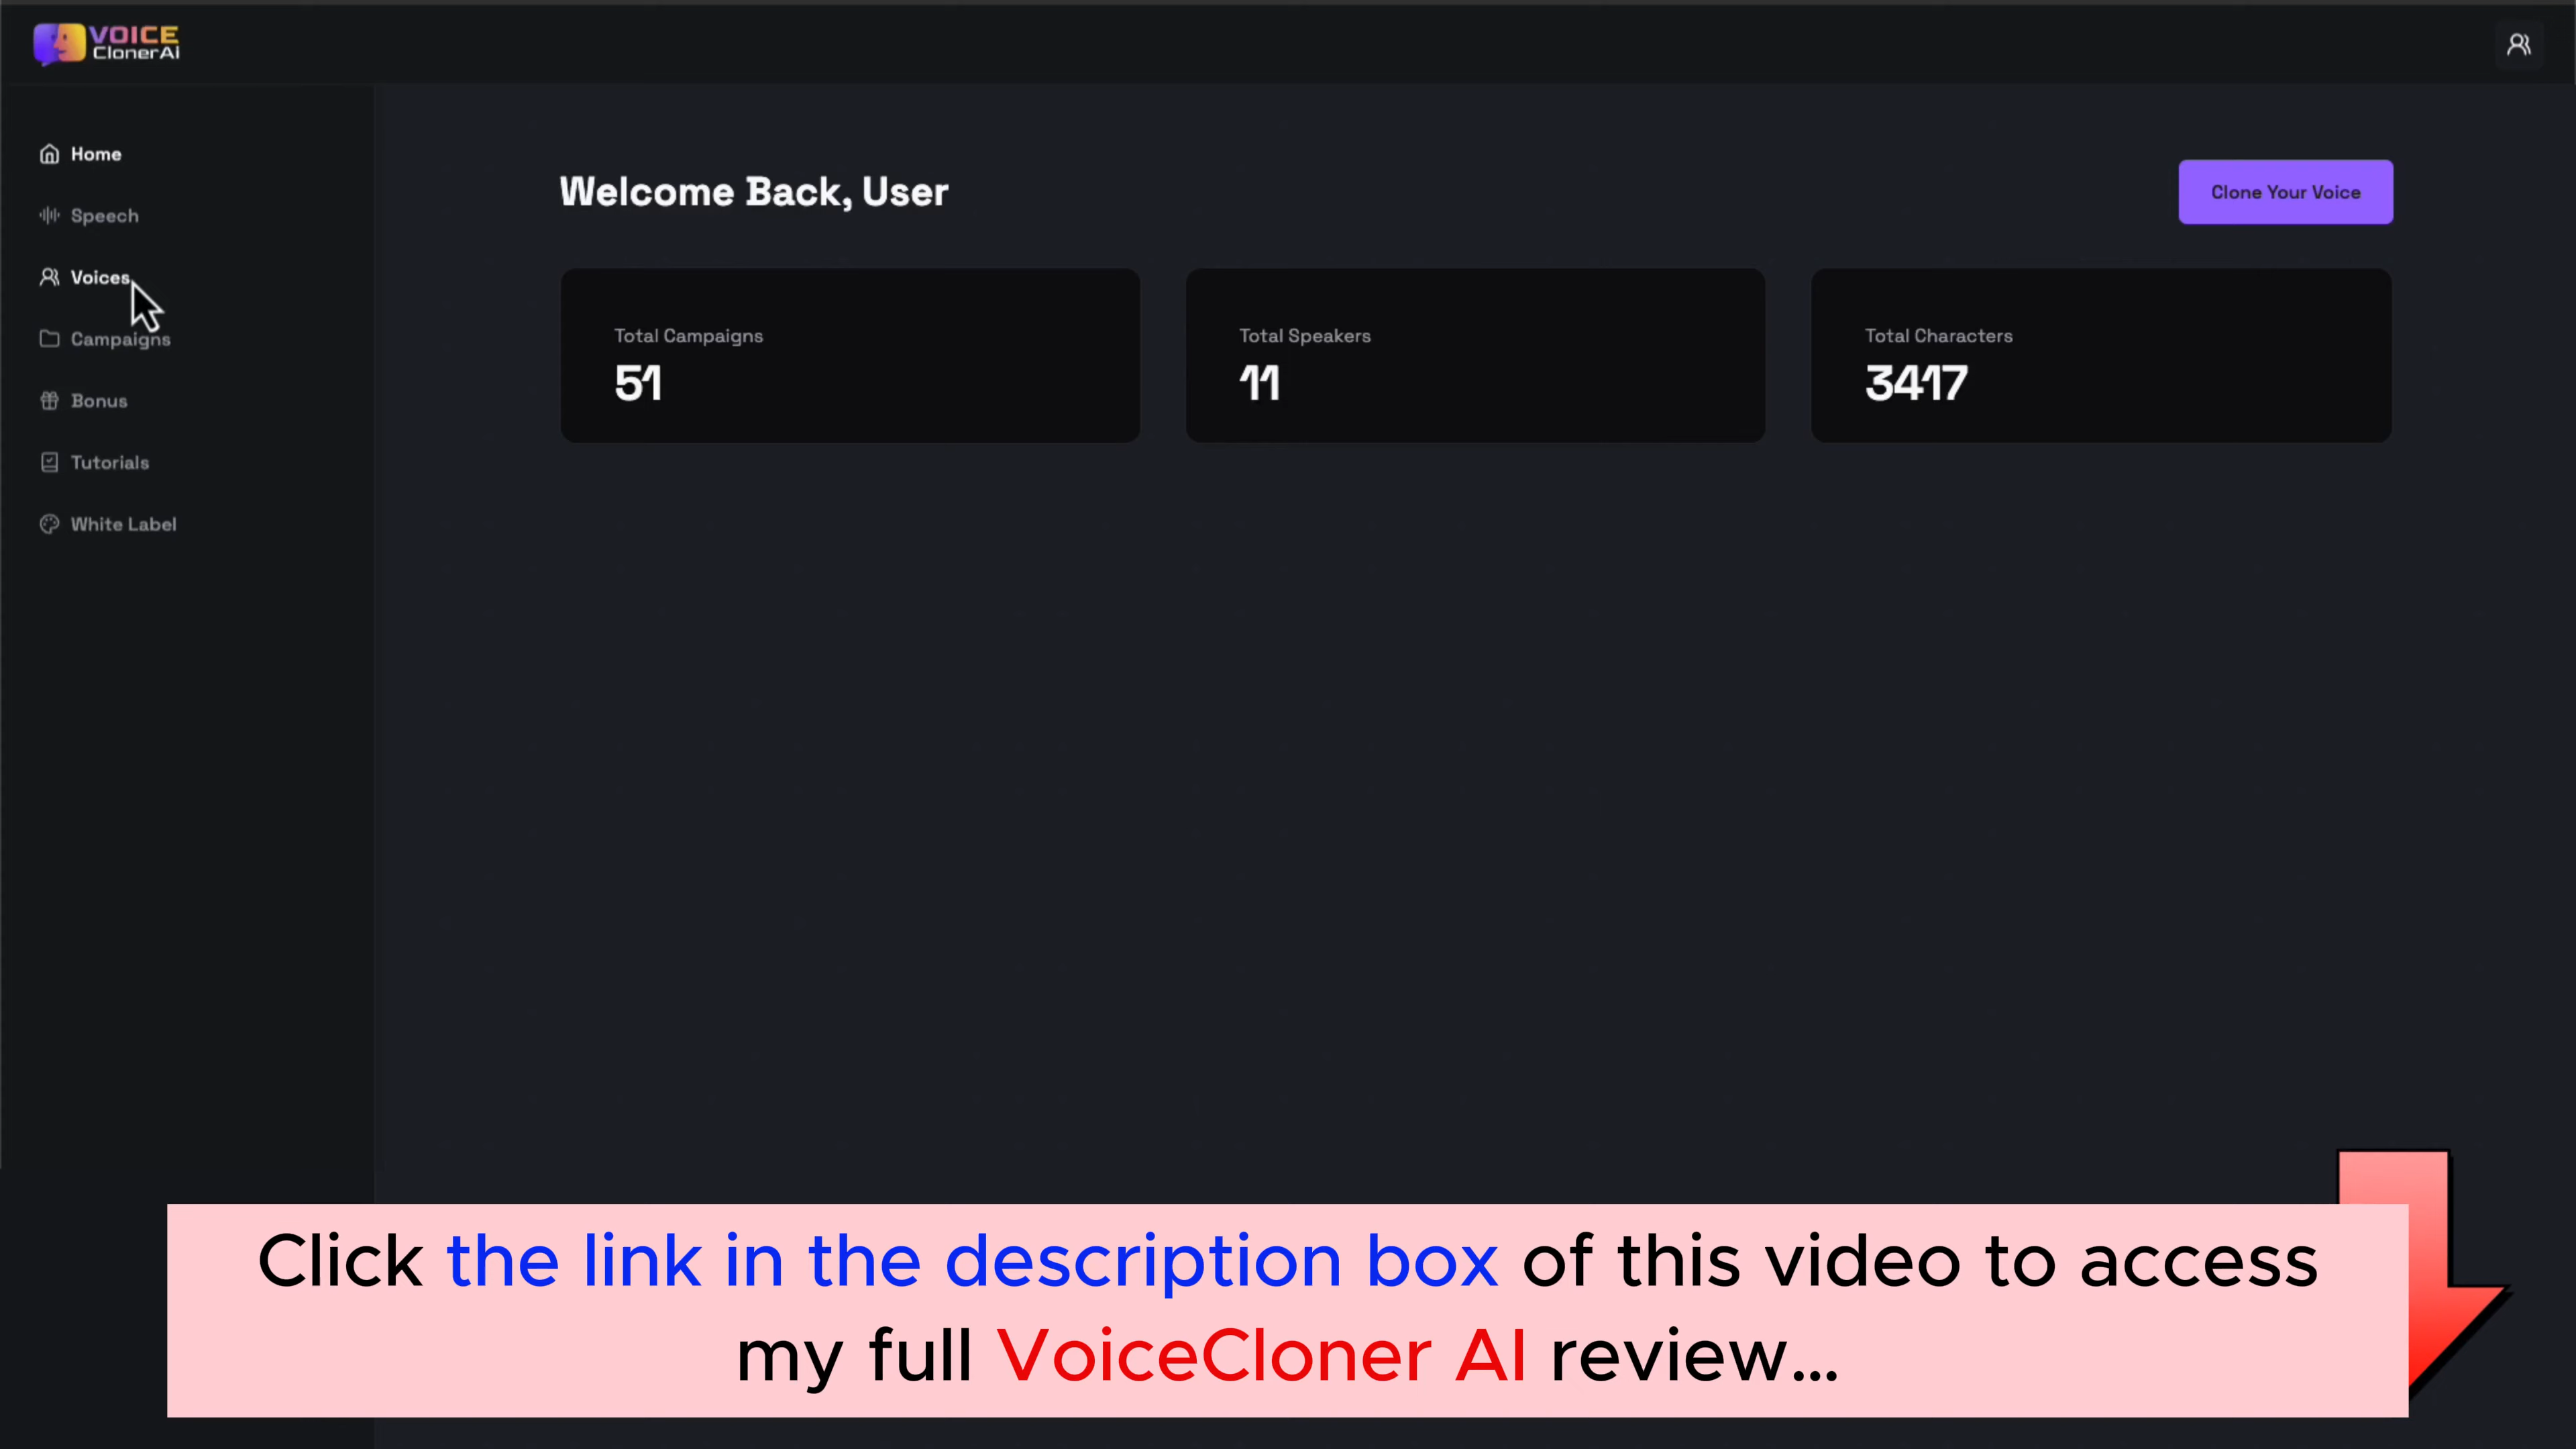 VOICE
ClonerAi
Home
Speech
Voices
Campaigns
Bonus
Tutorials
White Label
Welcome Back, User
Clone Your Voice
Total Campaigns
51
Total Speakers
11
Total Characters
3417
Click the link in the description box of this video to access
my full VoiceCloner AI review...